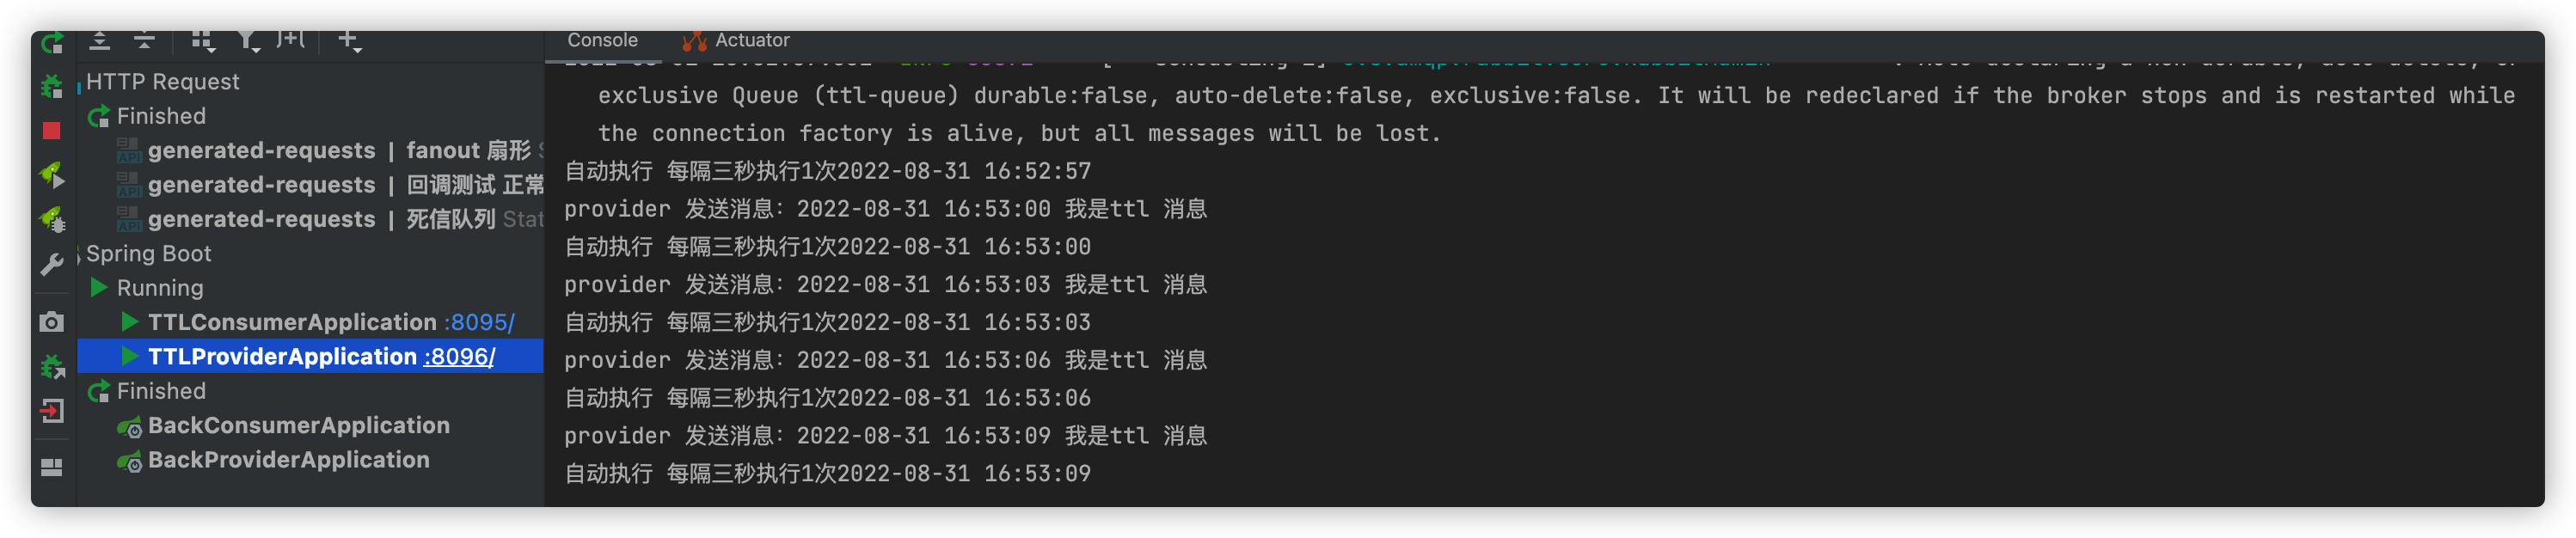 Console
Actuator
HTTP Request
Finished
generated-requests | fanout 扇形
generated-requests | 回调测试 正常
generated-requests | 死信队列 Stat
Spring Boot
Running
TTLConsumerApplication :8095/
TTLProviderApplication :8096/
Finished
BackConsumerApplication
BackProviderApplication
exclusive Queue (ttl-queue) durable:false, auto-delete:false, exclusive:false. It will be redeclared if the broker stops and is restarted while
the connection factory is alive, but all messages will be lost.
自动执行 每隔三秒执行1次2022-08-31 16:52:57
provider 发送消息：2022-08-31 16:53:00 我是ttl 消息
自动执行 每隔三秒执行1次2022-08-31 16:53:00
provider 发送消息：2022-08-31 16:53:03 我是ttl 消息
自动执行 每隔三秒执行1次2022-08-31 16:53:03
provider 发送消息：2022-08-31 16:53:06 我是ttl 消息
自动执行 每隔三秒执行1次2022-08-31 16:53:06
provider 发送消息：2022-08-31 16:53:09 我是ttl 消息
自动执行 每隔三秒执行1次2022-08-31 16:53:09